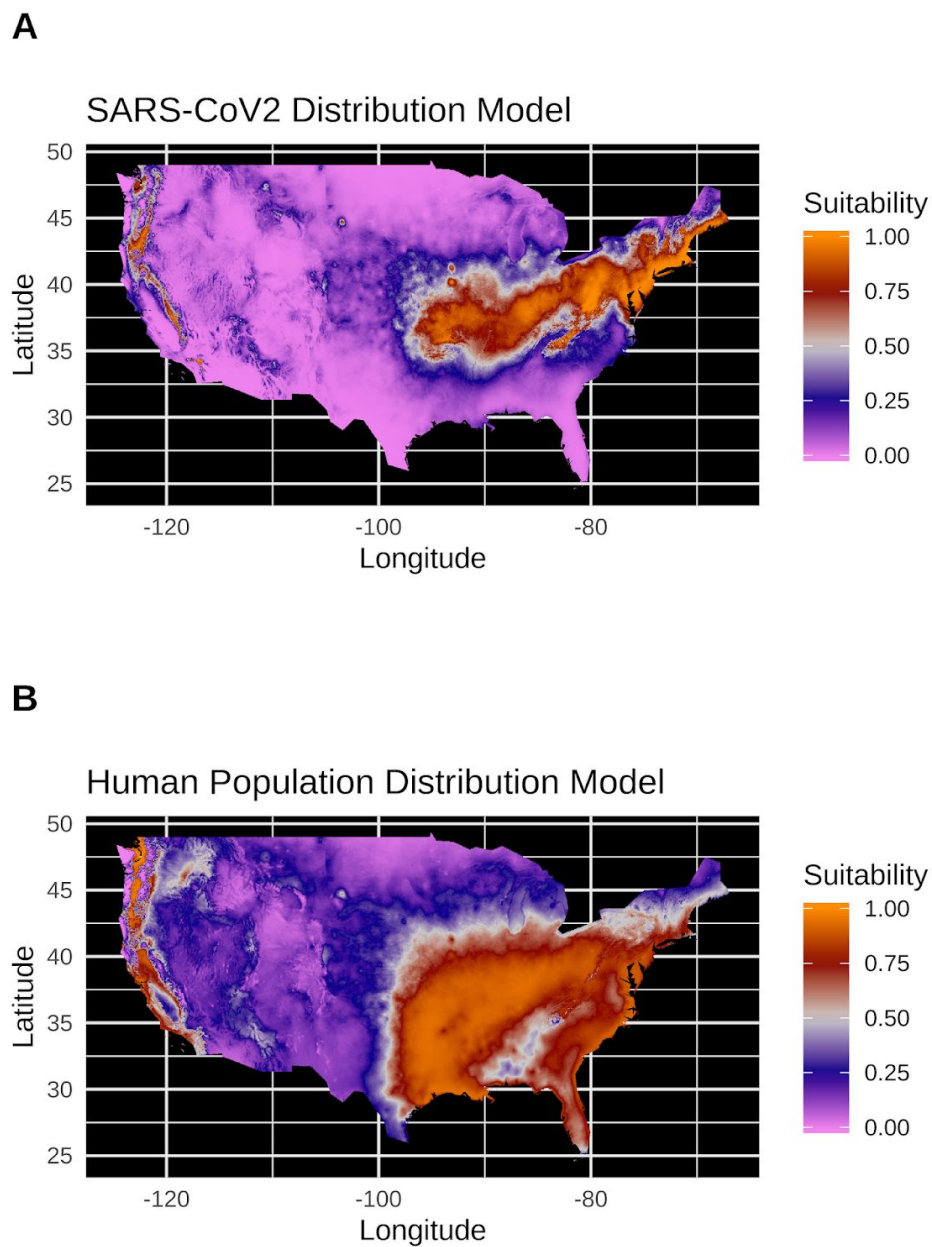 A
SARS-CoV2 Distribution Model
50
45
40
35
30
25
Latitude
-120
-100
-80
Longitude
Suitability
1.00
0.75
0.50
0.25
0.00
B
Human Population Distribution Model
50
45
40
35
30
25
Latitude
-120
-100
-80
Longitude
Suitability
1.00
0.75
0.50
0.25
0.00